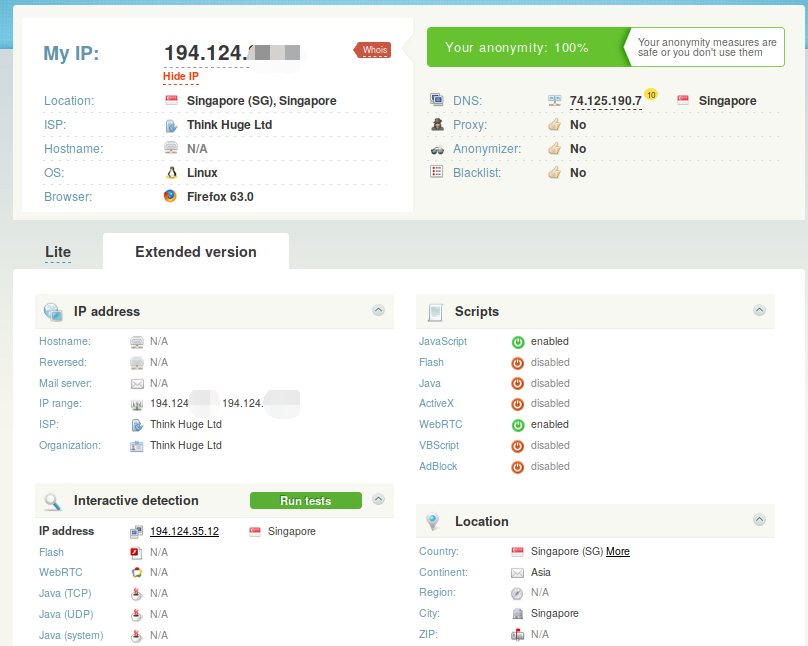 My IP:
194.124.
Whois
Hide IP
Location: Singapore (SG), Singapore
ISP: Think Huge Ltd
Hostname: N/A
OS: Linux
Browser: Firefox 63.0
Your anonymity: 100%
Your anonymity measures are
safe or you don't use them
DNS: 74.125.190.7 10 Singapore
Proxy: No
Anonymizer: No
Blacklist: No
Lite
Extended version
IP address
Hostname: N/A
Reversed: N/A
Mail server: N/A
IP range: 194.124 194.124.
ISP: Think Huge Ltd
Organization: Think Huge Ltd
Interactive detection Run tests
IP address 194.124.35.12 Singapore
Flash N/A
WebRTC N/A
Java (TCP) N/A
Java (UDP) N/A
Java (system) N/A
Scripts
JavaScript enabled
Flash disabled
Java disabled
ActiveX disabled
WebRTC enabled
VBScript disabled
AdBlock disabled
Location
Country: Singapore (SG) More
Continent: Asia
Region: N/A
City: Singapore
ZIP: N/A